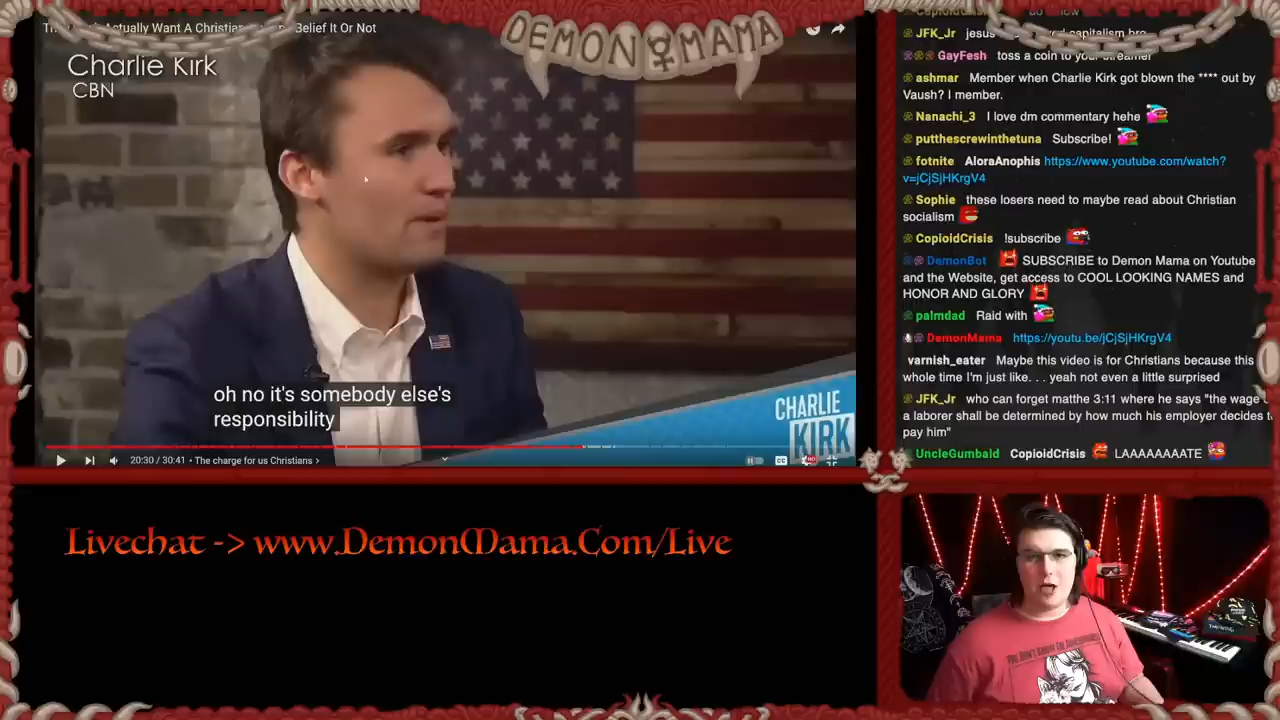 Actually Want A Christian
Belief It Or Not
Charlie Kirk
CBN
DEMON MAMA
oh no it's somebody else's
responsibility
CHARLIE
KIRK
20:30 / 30:41 • The charge for us Christians >
JFK_Jr jesus capitalism bro
GayFesh toss a coin to your streamer
ashmar Member when Charlie Kirk got blown the **** out by
Vaush? I member.
Nanachi_3 I love dm commentary hehe
putthescrewinthetuna Subscribe!
fotnite AloraAnophis https://www.youtube.com/watch?
v=jCjSjHKrgV4
Sophie these losers need to maybe read about Christian
socialism
CopioidCrisis !subscribe
DemonBot SUBSCRIBE to Demon Mama on Youtube
and the Website, get access to COOL LOOKING NAMES and
HONOR AND GLORY
palmdad Raid with
DemonMama https://youtu.be/jCjSjHKrgV4
varnish_eater Maybe this video is for Christians because this
whole time I'm just like. . . yeah not even a little surprised
JFK_Jr who can forget matthe 3:11 where he says "the wage
a laborer shall be determined by how much his employer decides t
pay him"
UncleGumbald CopioidCrisis LAAAAAAATE
Livechat -> www.DemonMama.Com/Live